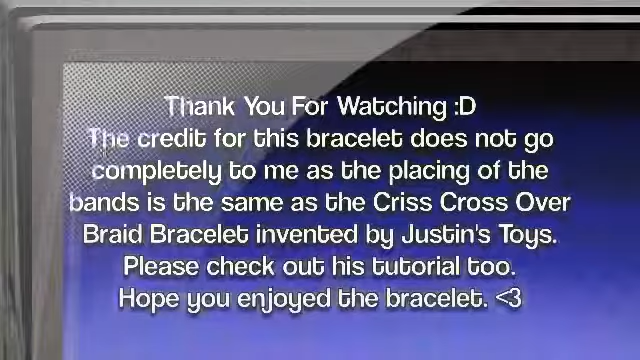 Thank You For Watching :D
The credit for this bracelet does not go
completely to me as the placing of the
bands is the same as the Criss Cross Over
Braid Bracelet invented by Justin's Toys.
Please check out his tutorial too.
Hope you enjoyed the bracelet. <3